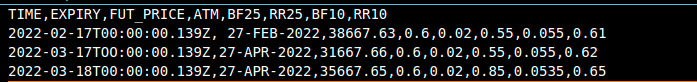 TIME,EXPIRY,FUT_PRICE,ATM,BF25,RR25,BF10,RR10
2022-02-17T00:00:00.139Z, 27-FEB-2022,38667.63,0.6,0.02,0.55,0.055,0.61
2022-03-17TOO:00:00.139Z,27-APR-2022,31667.66,0.6,0.02,0.55,0.055,0.62
2022-03-18T00:00:00.139Z,27-APR-2022,35667.65,0.6,0.02,0.85,0.0535,0.65